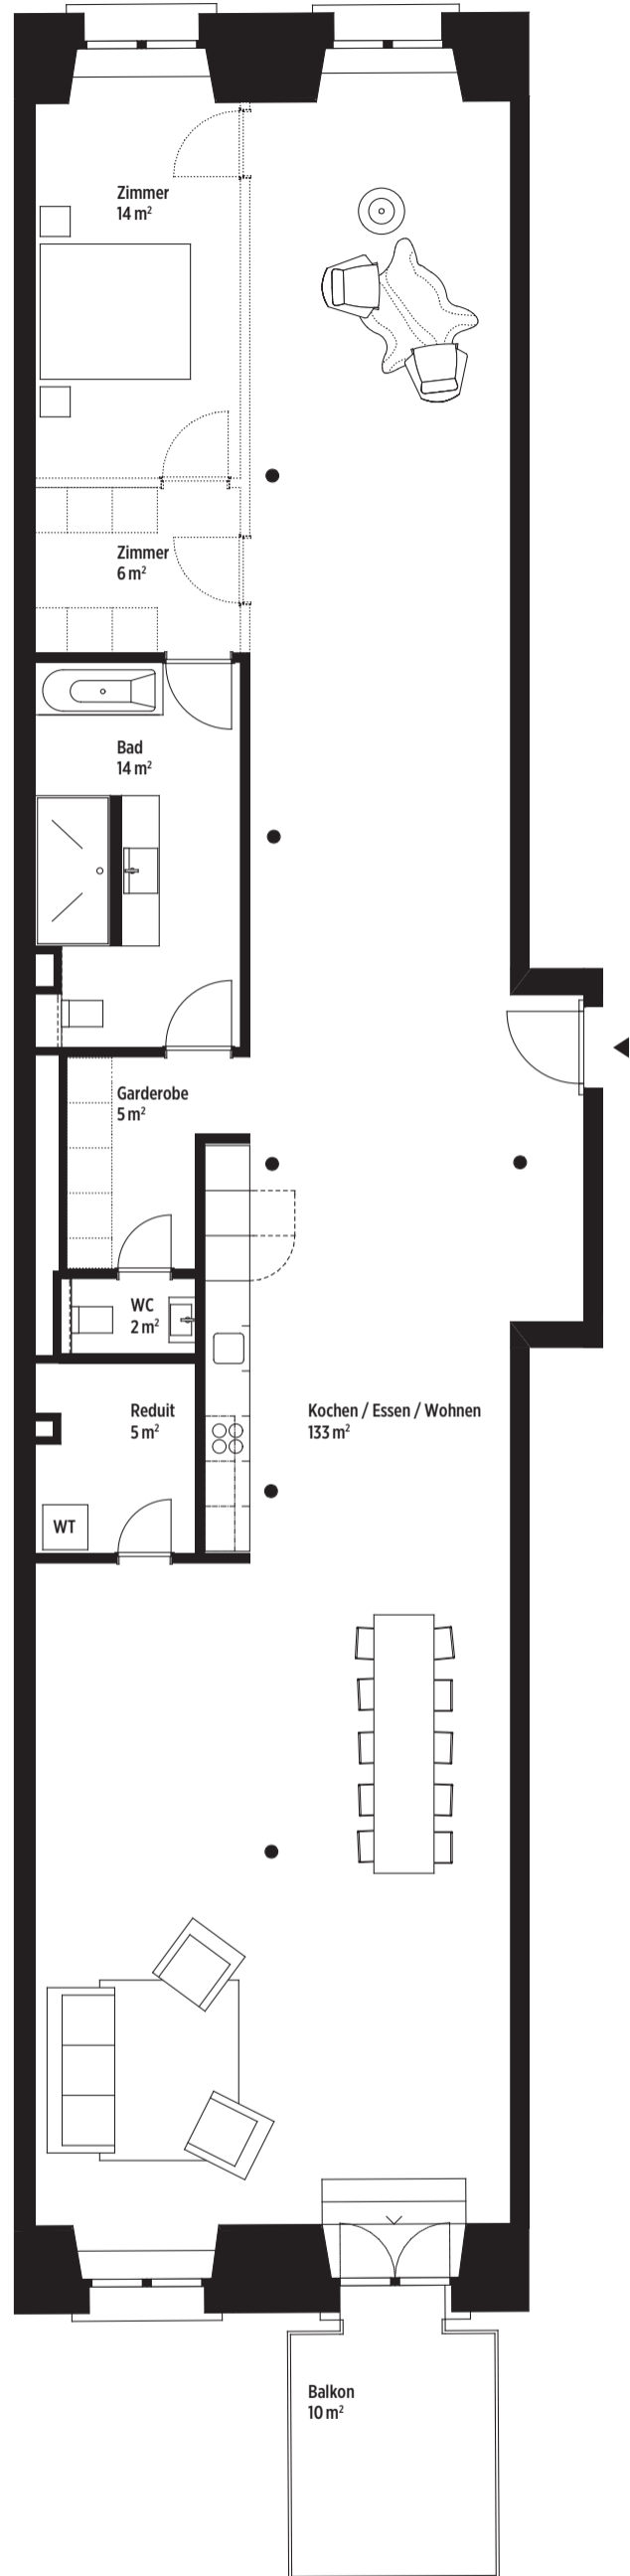 Zimmer
14 m²
Zimmer
6 m²
Bad
14 m²
Garderobe
5 m²
WC
2 m²
Reduit
5 m²
Kochen / Essen / Wohnen
133 m²
WT
Balkon
10 m²